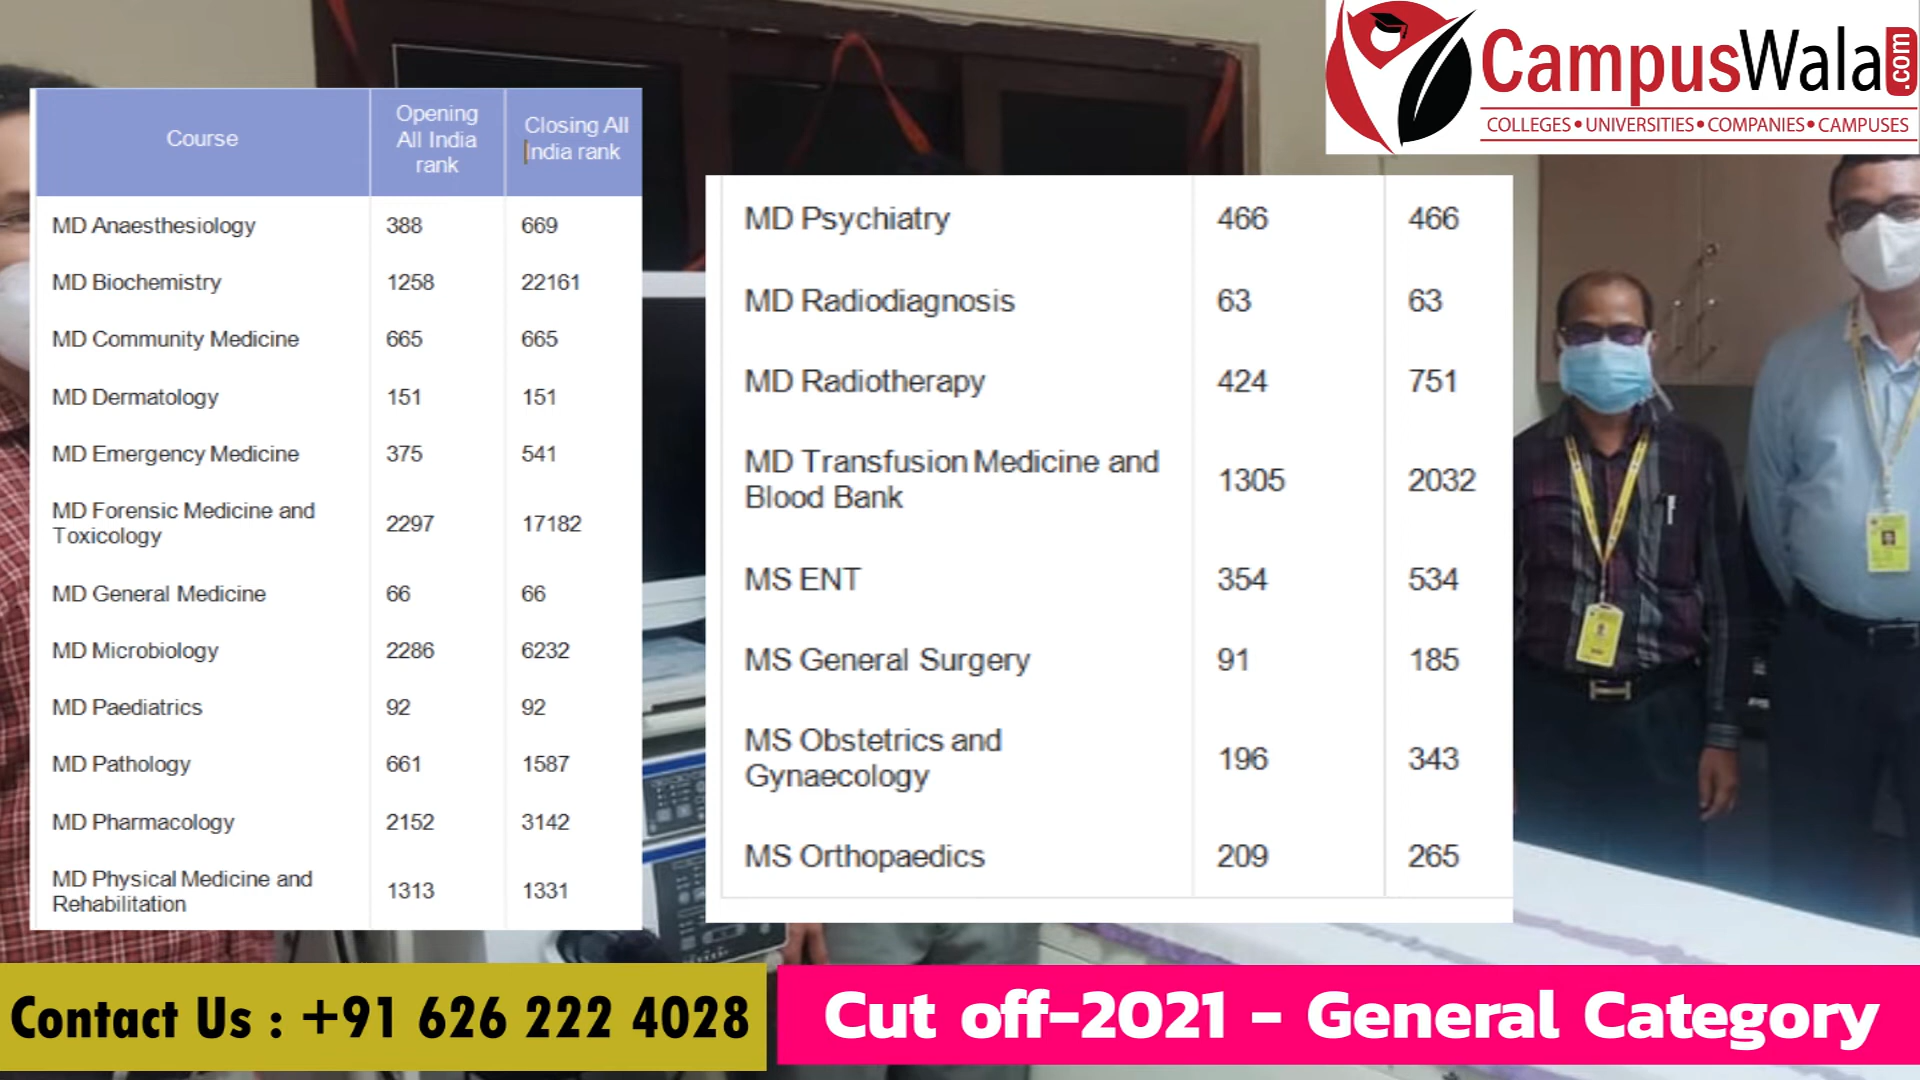 CampusWala.com
COLLEGES•UNIVERSITIES•COMPANIES•CAMPUSES
Course Opening All India rank Closing All India rank
MD Anaesthesiology 388 669
MD Biochemistry 1258 22161
MD Community Medicine 665 665
MD Dermatology 151 151
MD Emergency Medicine 375 541
MD Forensic Medicine and
Toxicology 2297 17182
MD General Medicine 66 66
MD Microbiology 2286 6232
MD Paediatrics 92 92
MD Pathology 661 1587
MD Pharmacology 2152 3142
MD Physical Medicine and
Rehabilitation 1313 1331
MD Psychiatry 466 466
MD Radiodiagnosis 63 63
MD Radiotherapy 424 751
MD Transfusion Medicine and
Blood Bank 1305 2032
MS ENT 354 534
MS General Surgery 91 185
MS Obstetrics and
Gynaecology 196 343
MS Orthopaedics 209 265
Contact Us : +91 626 222 4028
Cut off-2021 - General Category